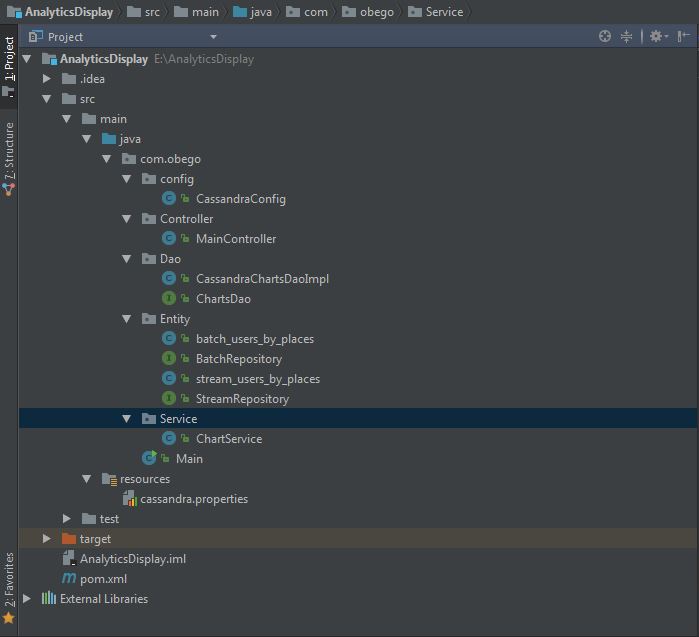 AnalyticsDisplay src main java com obego Service
Project
AnalyticsDisplay E:\AnalyticsDisplay
.idea
src
main
java
com.obego
config
CassandraConfig
Controller
MainController
Dao
CassandraChartsDaoImpl
ChartsDao
Entity
batch_users_by_places
BatchRepository
stream_users_by_places
StreamRepository
Service
ChartService
Main
resources
cassandra.properties
test
target
AnalyticsDisplay.iml
pom.xml
External Libraries
1: Project
7: Structure
2: Favorites